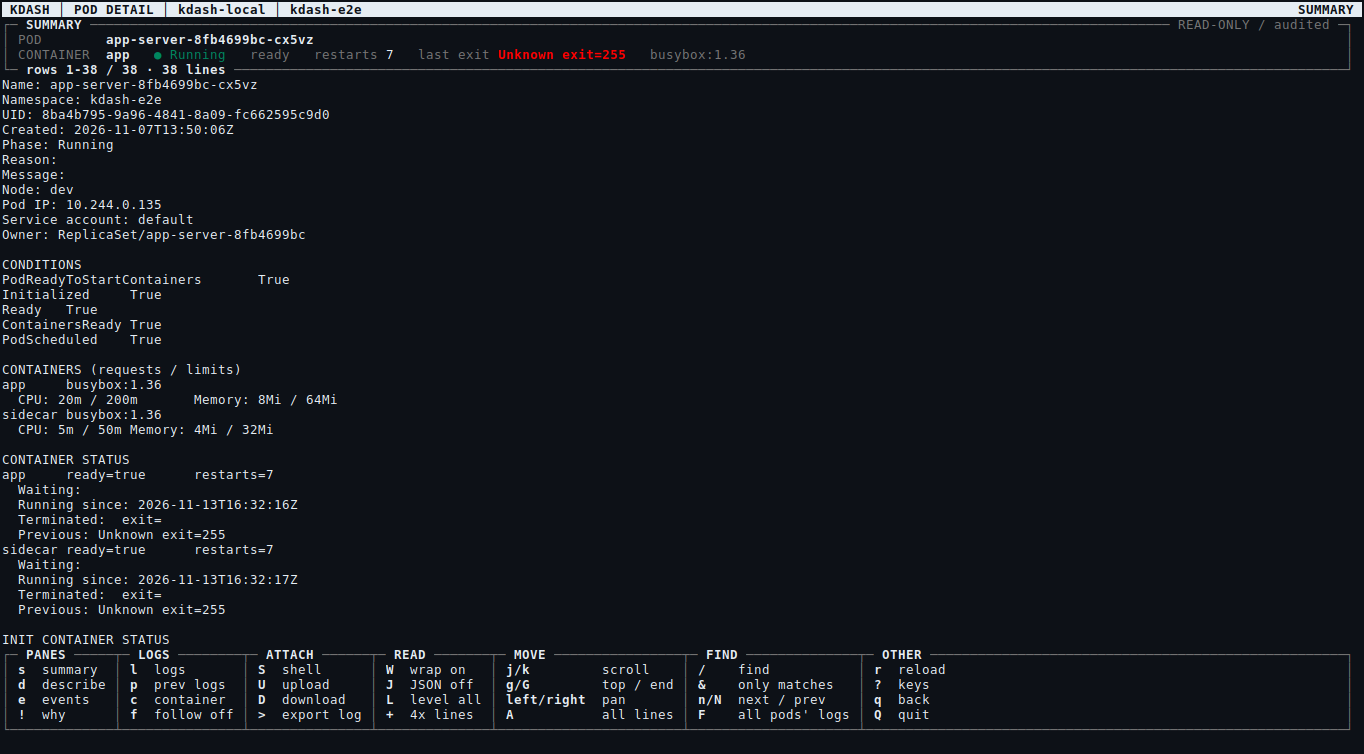 KDASH │ POD DETAIL │ kdash-local │ kdash-e2e SUMMARY
SUMMARY READ-ONLY / audited
POD app-server-8fb4699bc-cx5vz
CONTAINER app ● Running ready restarts 7 last exit Unknown exit=255 busybox:1.36
rows 1-38 / 38 · 38 lines
Name: app-server-8fb4699bc-cx5vz
Namespace: kdash-e2e
UID: 8ba4b795-9a96-4841-8a09-fc662595c9d0
Created: 2026-11-07T13:50:06Z
Phase: Running
Reason:
Message:
Node: dev
Pod IP: 10.244.0.135
Service account: default
Owner: ReplicaSet/app-server-8fb4699bc
CONDITIONS
PodReadyToStartContainers True
Initialized True
Ready True
ContainersReady True
PodScheduled True
CONTAINERS (requests / limits)
app busybox:1.36
CPU: 20m / 200m Memory: 8Mi / 64Mi
sidecar busybox:1.36
CPU: 5m / 50m Memory: 4Mi / 32Mi
CONTAINER STATUS
app ready=true restarts=7
Waiting:
Running since: 2026-11-13T16:32:16Z
Terminated: exit=
Previous: Unknown exit=255
sidecar ready=true restarts=7
Waiting:
Running since: 2026-11-13T16:32:17Z
Terminated: exit=
Previous: Unknown exit=255
INIT CONTAINER STATUS
PANES LOGS ATTACH READ MOVE FIND OTHER
s summary l logs S shell W wrap on j/k scroll / find r reload
d describe p prev logs U upload J JSON off g/G top / end & only matches ? keys
e events c container D download L level all left/right pan n/N next / prev q back
! why f follow off > export log + 4x lines A all lines F all pods' logs Q quit